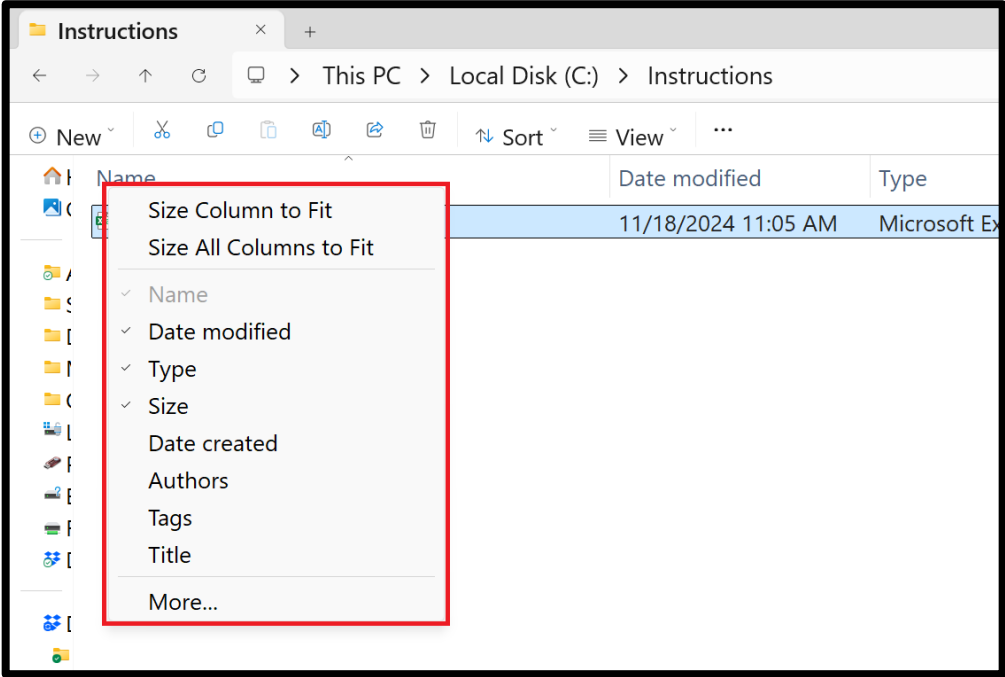 Instructions
This PC > Local Disk (C:) > Instructions
New Sort View ...
Name Date modified Type
11/18/2024 11:05 AM Microsoft
Size Column to Fit
Size All Columns to Fit
Name
Date modified
Type
Size
Date created
Authors
Tags
Title
More...